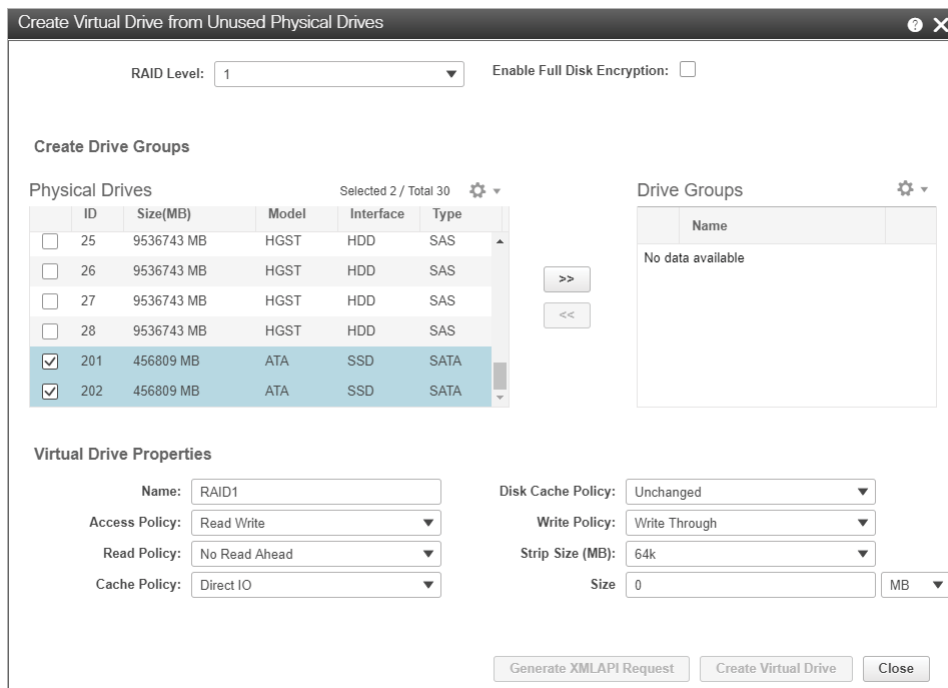 Create Virtual Drive from Unused Physical Drives
RAID Level: 1 Enable Full Disk Encryption:
Create Drive Groups
Physical Drives Selected 2 / Total 30 Drive Groups
ID Size(MB) Model Interface Type Name
25 9536743 MB HGST HDD SAS No data available
26 9536743 MB HGST HDD SAS
>>
27 9536743 MB HGST HDD SAS
<<
28 9536743 MB HGST HDD SAS
201 456809 MB ATA SSD SATA
202 456809 MB ATA SSD SATA
Virtual Drive Properties
Name: RAID1 Disk Cache Policy: Unchanged
Access Policy: Read Write Write Policy: Write Through
Read Policy: No Read Ahead Strip Size (MB): 64k
Cache Policy: Direct IO Size 0 MB
Generate XMLAPI Request Create Virtual Drive Close